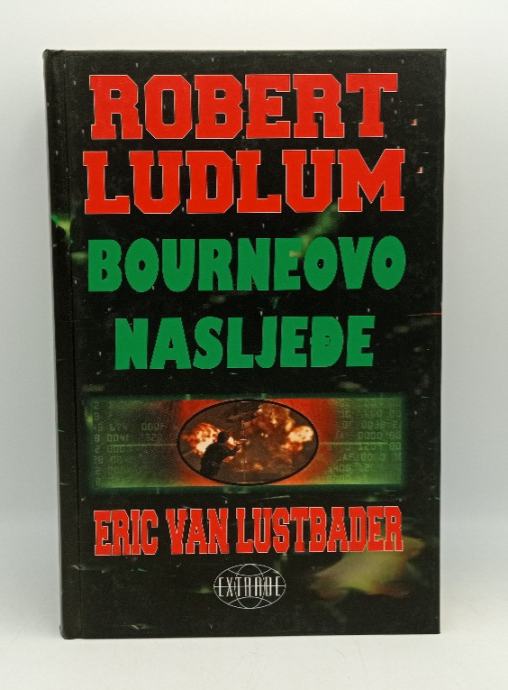 ROBERT
LUDLUM
BOURNEOVO
NASLJEĐE
ERIC VAN LUSTBADER
EXTRADE